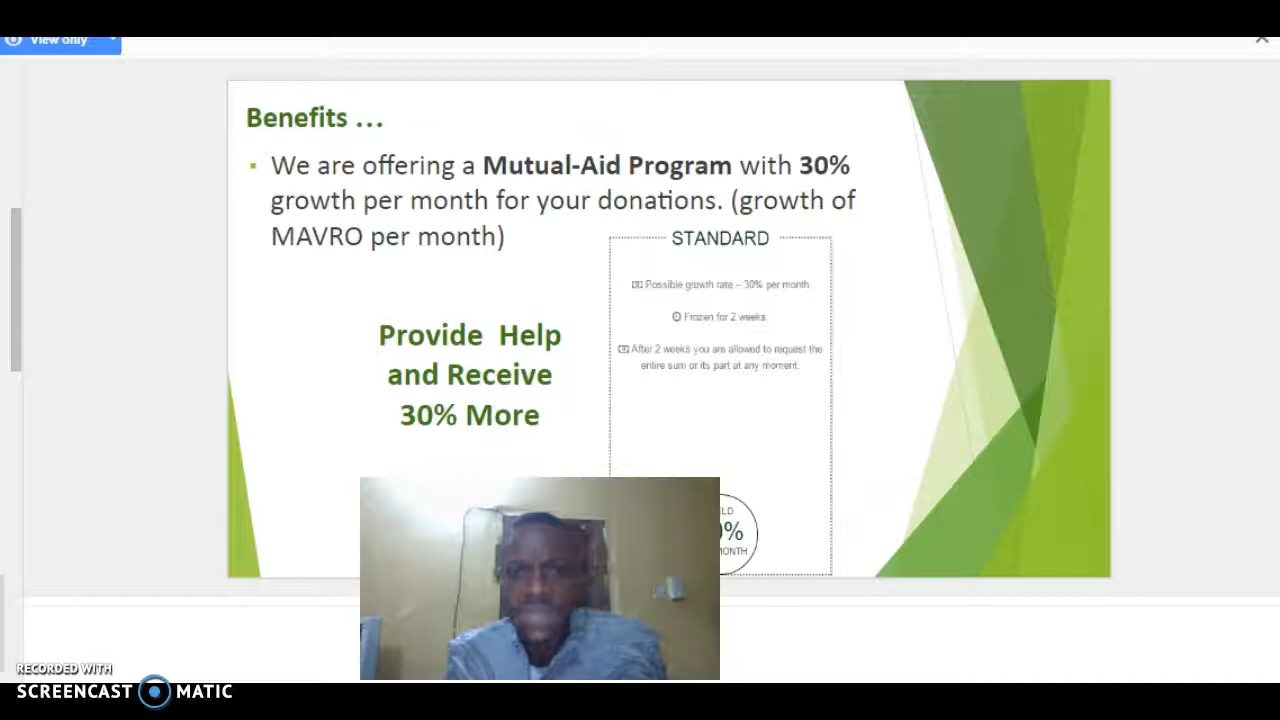 View only
Benefits ...
▪ We are offering a Mutual-Aid Program with 30%
growth per month for your donations. (growth of
MAVRO per month)
STANDARD
Possible growth rate – 30% per month
Frozen for 2 weeks.
After 2 weeks you are allowed to request the
entire sum or its part at any moment.
Provide Help
and Receive
30% More
RECORDED WITH
SCREENCAST MATIC